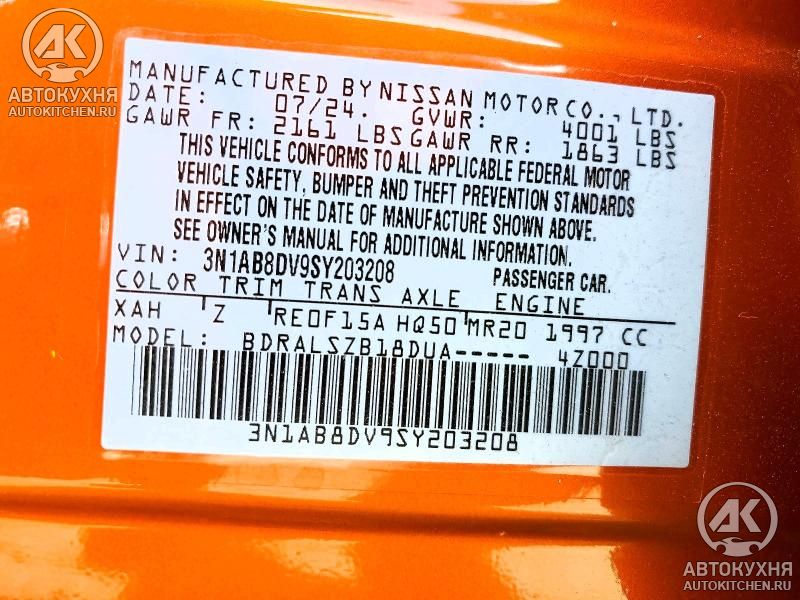 AK
АВТОКУХНЯ
AUTOKITCHEN.RU
MANUFACTURED BY NISSAN MOTOR CO., LTD.
DATE: 07/24. GVWR: 4001 LBS
GAWR FR: 2161 LBS GAWR RR: 1863 LBS
THIS VEHICLE CONFORMS TO ALL APPLICABLE FEDERAL MOTOR
VEHICLE SAFETY, BUMPER AND THEFT PREVENTION STANDARDS
IN EFFECT ON THE DATE OF MANUFACTURE SHOWN ABOVE.
SEE OWNER'S MANUAL FOR ADDITIONAL INFORMATION.
VIN: 3N1AB8DV9SY203208 PASSENGER CAR.
COLOR TRIM TRANS AXLE ENGINE
XAH Z RE0F15A HQ50 MR20 1997 CC
MODEL: BDRALSZB18DUA----- 4Z000
3N1AB8DV9SY203208
AK
АВТОКУХНЯ
AUTOKITCHEN.RU